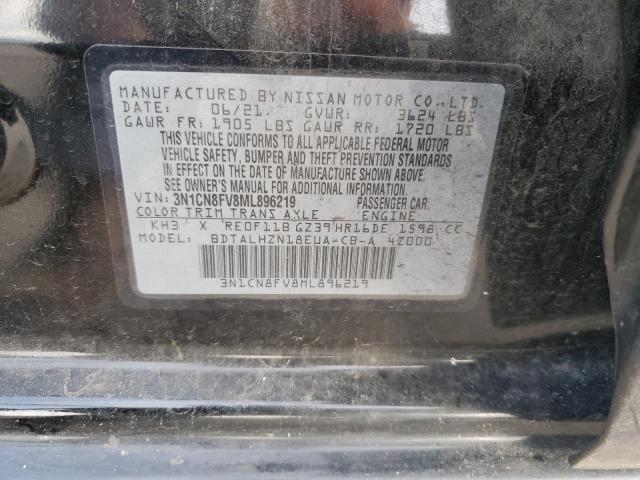 MANUFACTURED BY NISSAN MOTOR CO., LTD.
DATE: 06/21. GVWR: 3624 LBS
GAWR FR: 1905 LBS GAWR RR: 1720 LBS
THIS VEHICLE CONFORMS TO ALL APPLICABLE FEDERAL MOTOR
VEHICLE SAFETY, BUMPER AND THEFT PREVENTION STANDARDS
IN EFFECT ON THE DATE OF MANUFACTURE SHOWN ABOVE.
SEE OWNER'S MANUAL FOR ADDITIONAL INFORMATION.
VIN: 3N1CN8FV8ML896219 PASSENGER CAR
COLOR TRIM TRANS AXLE ENGINE
KH3 X RE0F11B GZ39 HR16DE 1598 CC
BDTALHZN18EUA-CB-A 4Z000
3N1CN8FV8ML896219